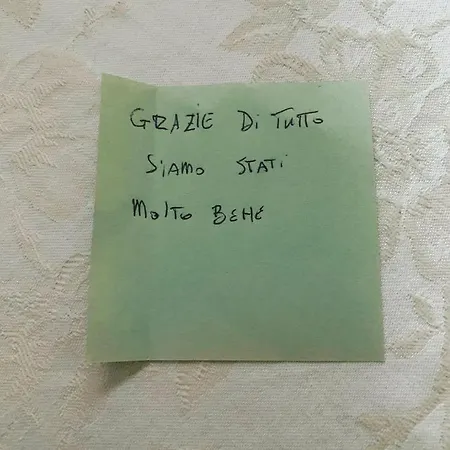 GRAZIE Di TUTTO
SiAMO STATi
MOlTO BENE